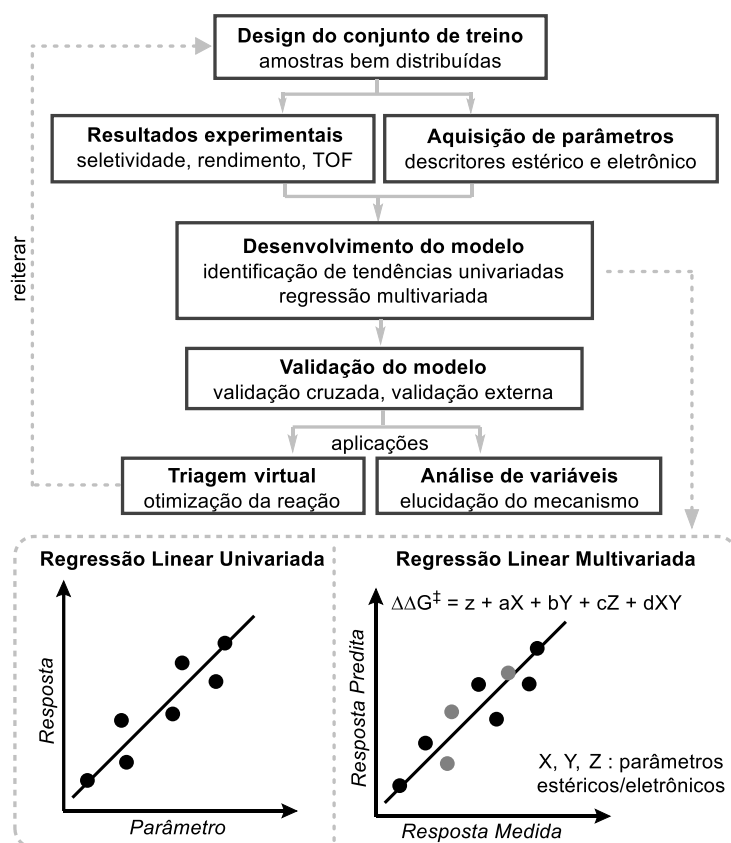 Design do conjunto de treino
amostras bem distribuídas
Resultados experimentais
seletividade, rendimento, TOF
Aquisição de parâmetros
descritores estérico e eletrônico
Desenvolvimento do modelo
identificação de tendências univariadas
regressão multivariada
reiterar
Validação do modelo
validação cruzada, validação externa
aplicações
Triagem virtual
otimização da reação
Análise de variáveis
elucidação do mecanismo
Regressão Linear Univariada
Resposta
Parâmetro
Regressão Linear Multivariada
ΔΔG‡ = z + aX + bY + cZ + dXY
Resposta Predita
X, Y, Z : parâmetros
estéricos/eletrônicos
Resposta Medida